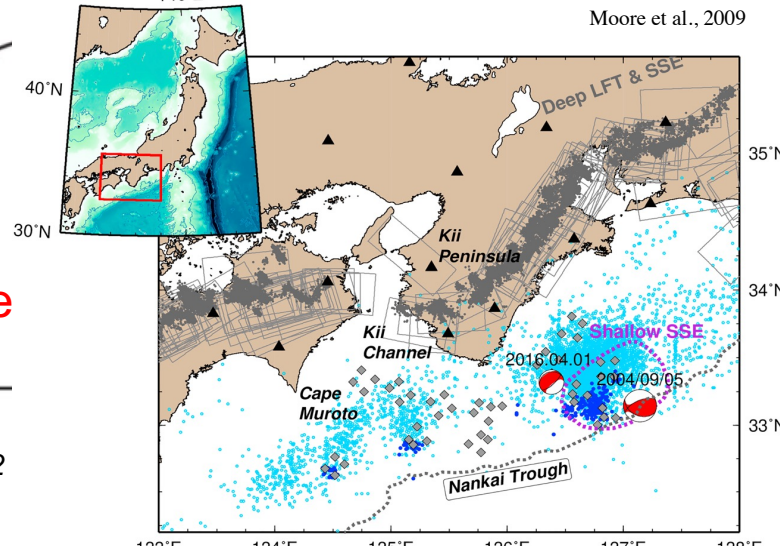 Moore et al., 2009
40°N
30°N
Deep LFT & SSE
35°N
Kii
Peninsula
34°N
Shallow SSE
Kii
Channel
2016.04.01
2004/09/05
Cape
Muroto
33°N
Nankai Trough
e
2